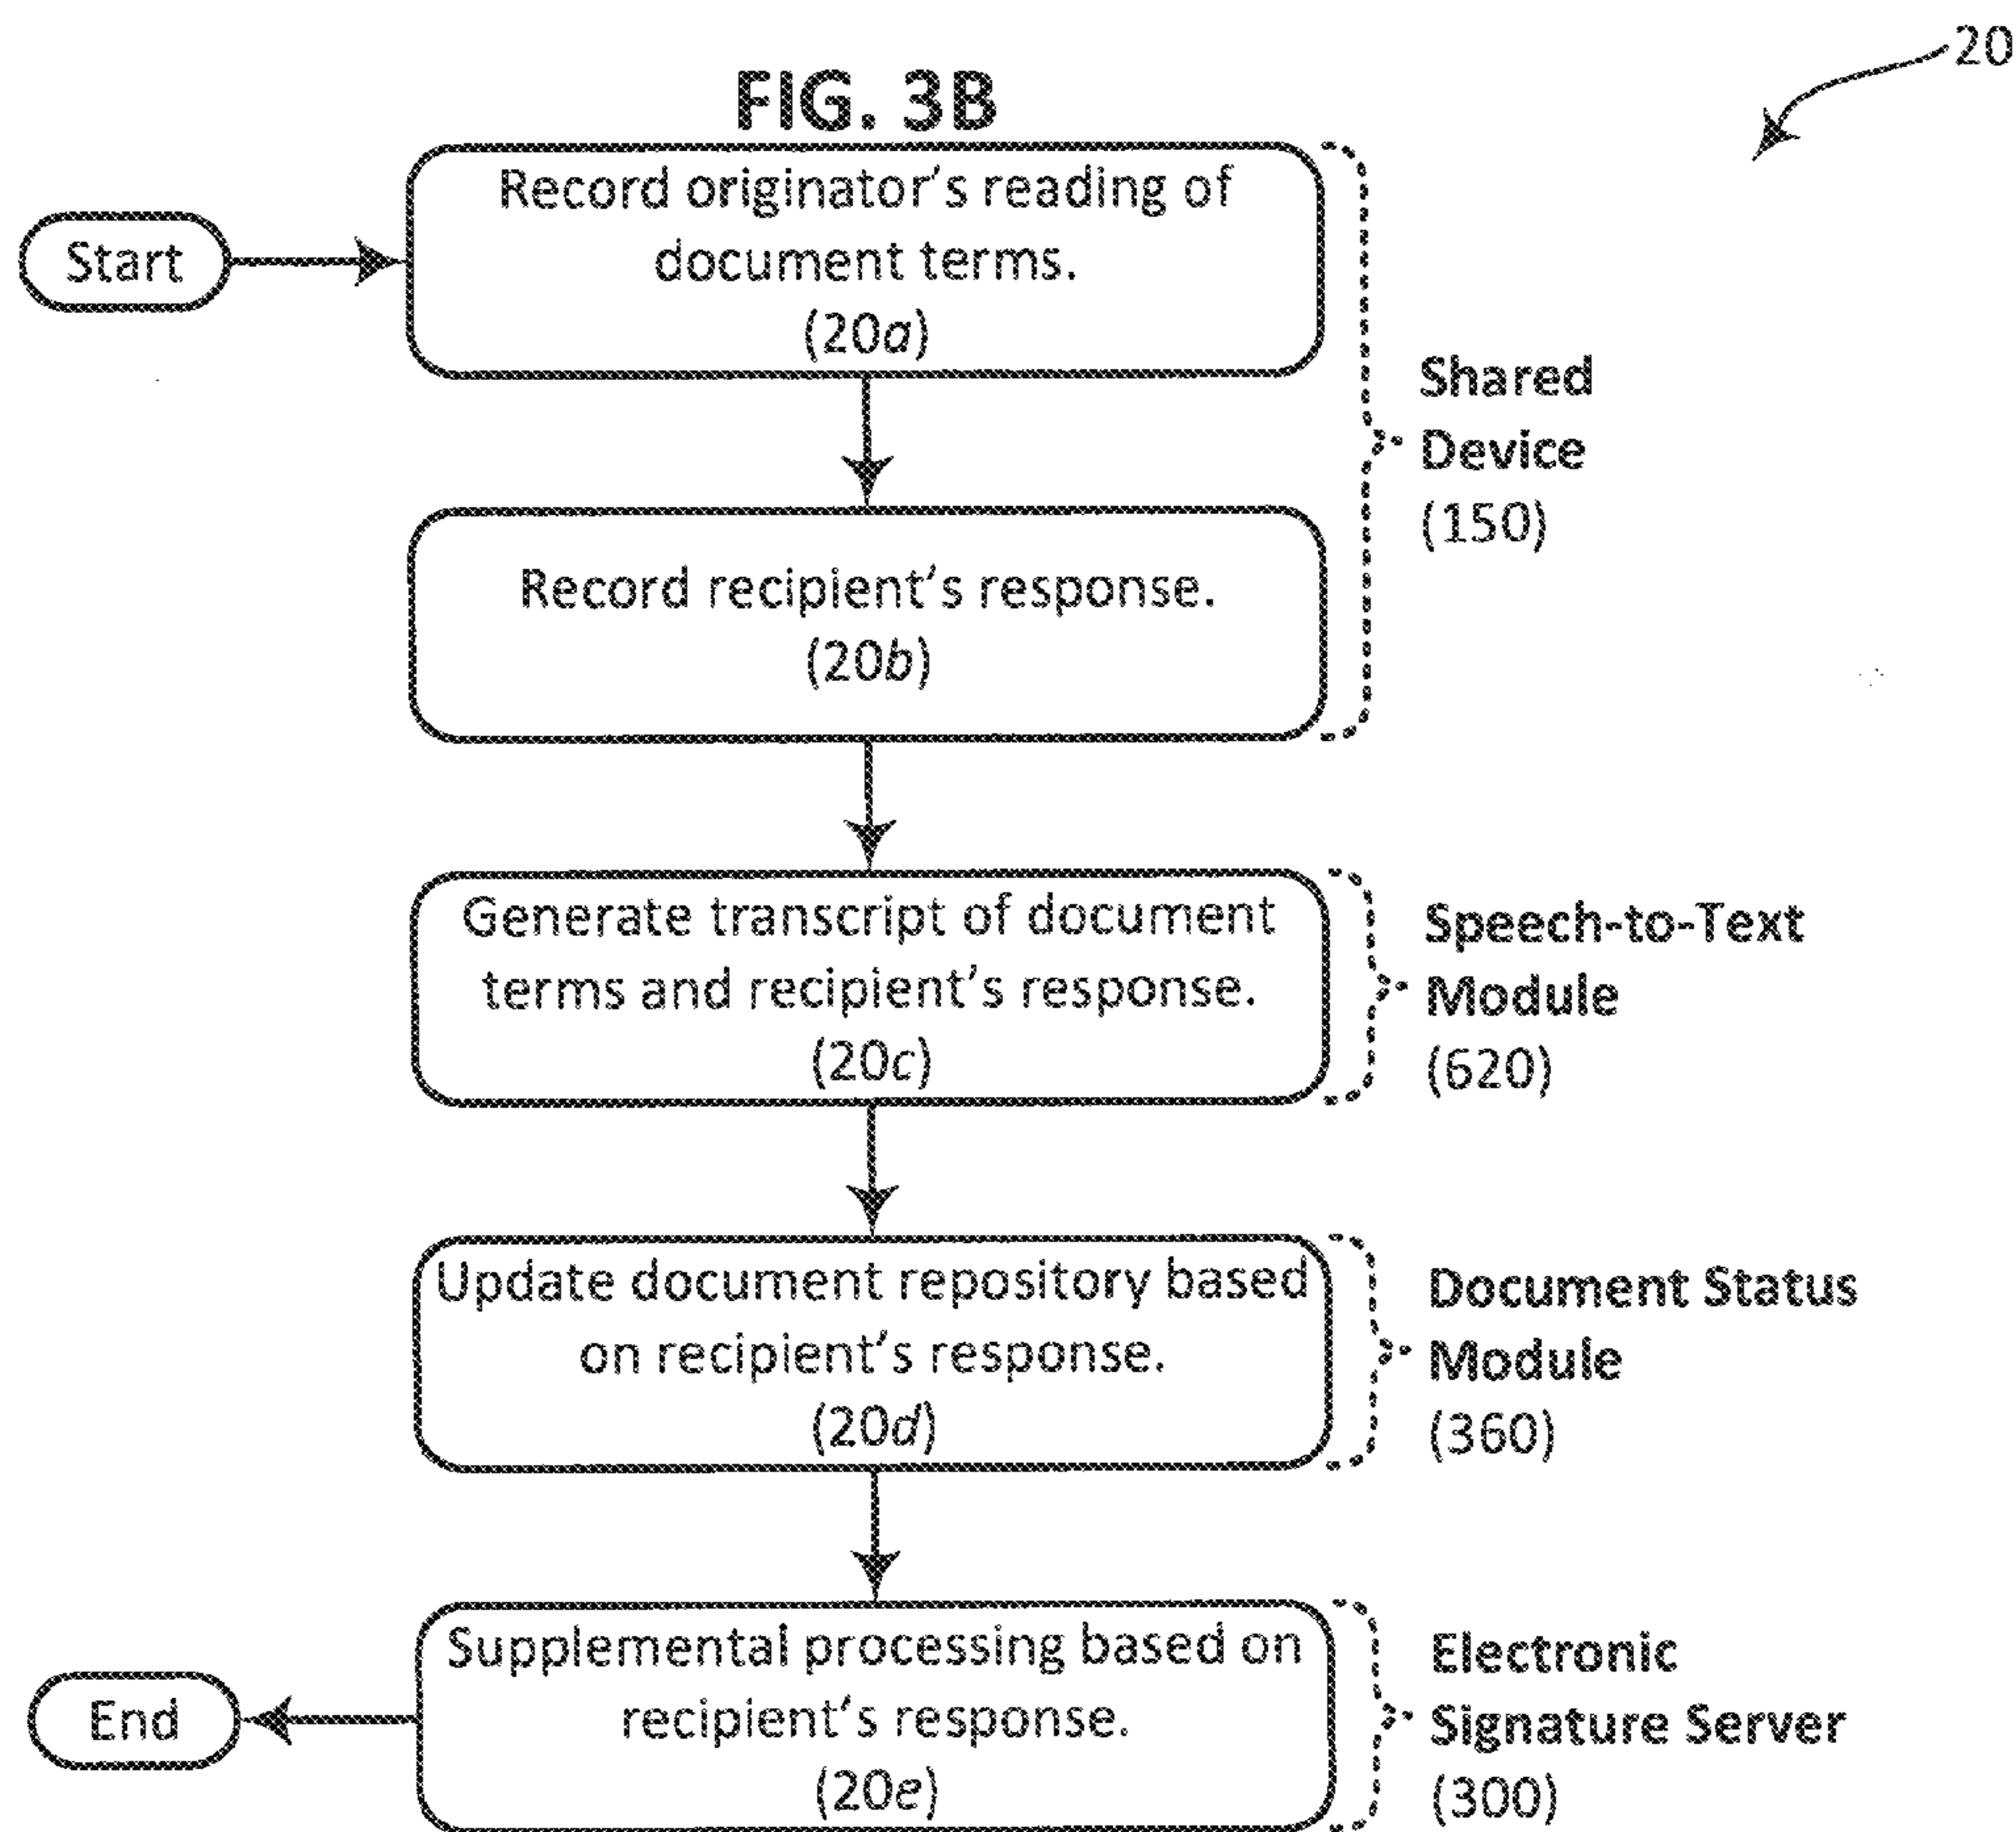 20
FIG. 3B
Start
Record originator's reading of
document terms.
(20a)
Shared
Device
(150)
Record recipient's response.
(20b)
Generate transcript of document
terms and recipient's response.
(20c)
Speech-to-Text
Module
(620)
Update document repository based
on recipient's response.
(20d)
Document Status
Module
(360)
Supplemental processing based on
recipient's response.
(20e)
Electronic
Signature Server
(300)
End